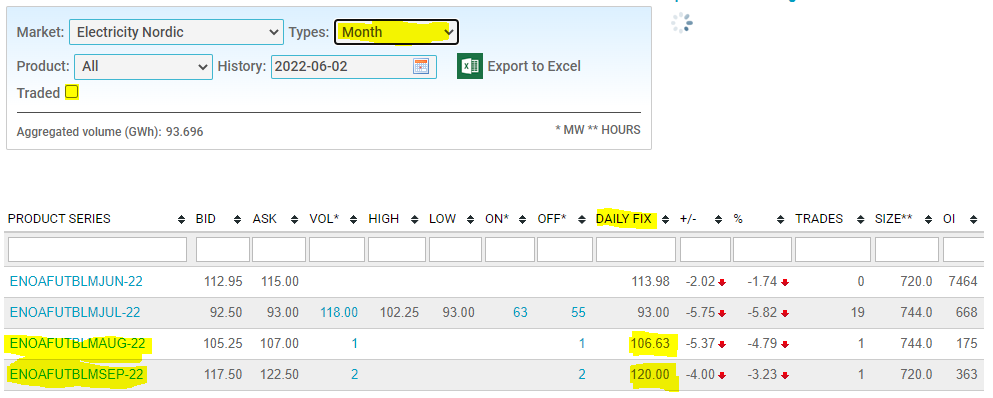 Market: Electricity Nordic Types: Month
Product: All History: 2022-06-02 Export to Excel
Traded
Aggregated volume (GWh): 93.696 * MW ** HOURS
PRODUCT SERIES BID ASK VOL* HIGH LOW ON* OFF* DAILY FIX +/- % TRADES SIZE** OI
ENOAFUTBLMJUN-22 112.95 115.00 113.98 -2.02 -1.74 0 720.0 7464
ENOAFUTBLMJUL-22 92.50 93.00 118.00 102.25 93.00 63 55 93.00 -5.75 -5.82 19 744.0 668
ENOAFUTBLMAUG-22 105.25 107.00 1 1 106.63 -5.37 -4.79 1 744.0 175
ENOAFUTBLMSEP-22 117.50 122.50 2 2 120.00 -4.00 -3.23 1 720.0 363